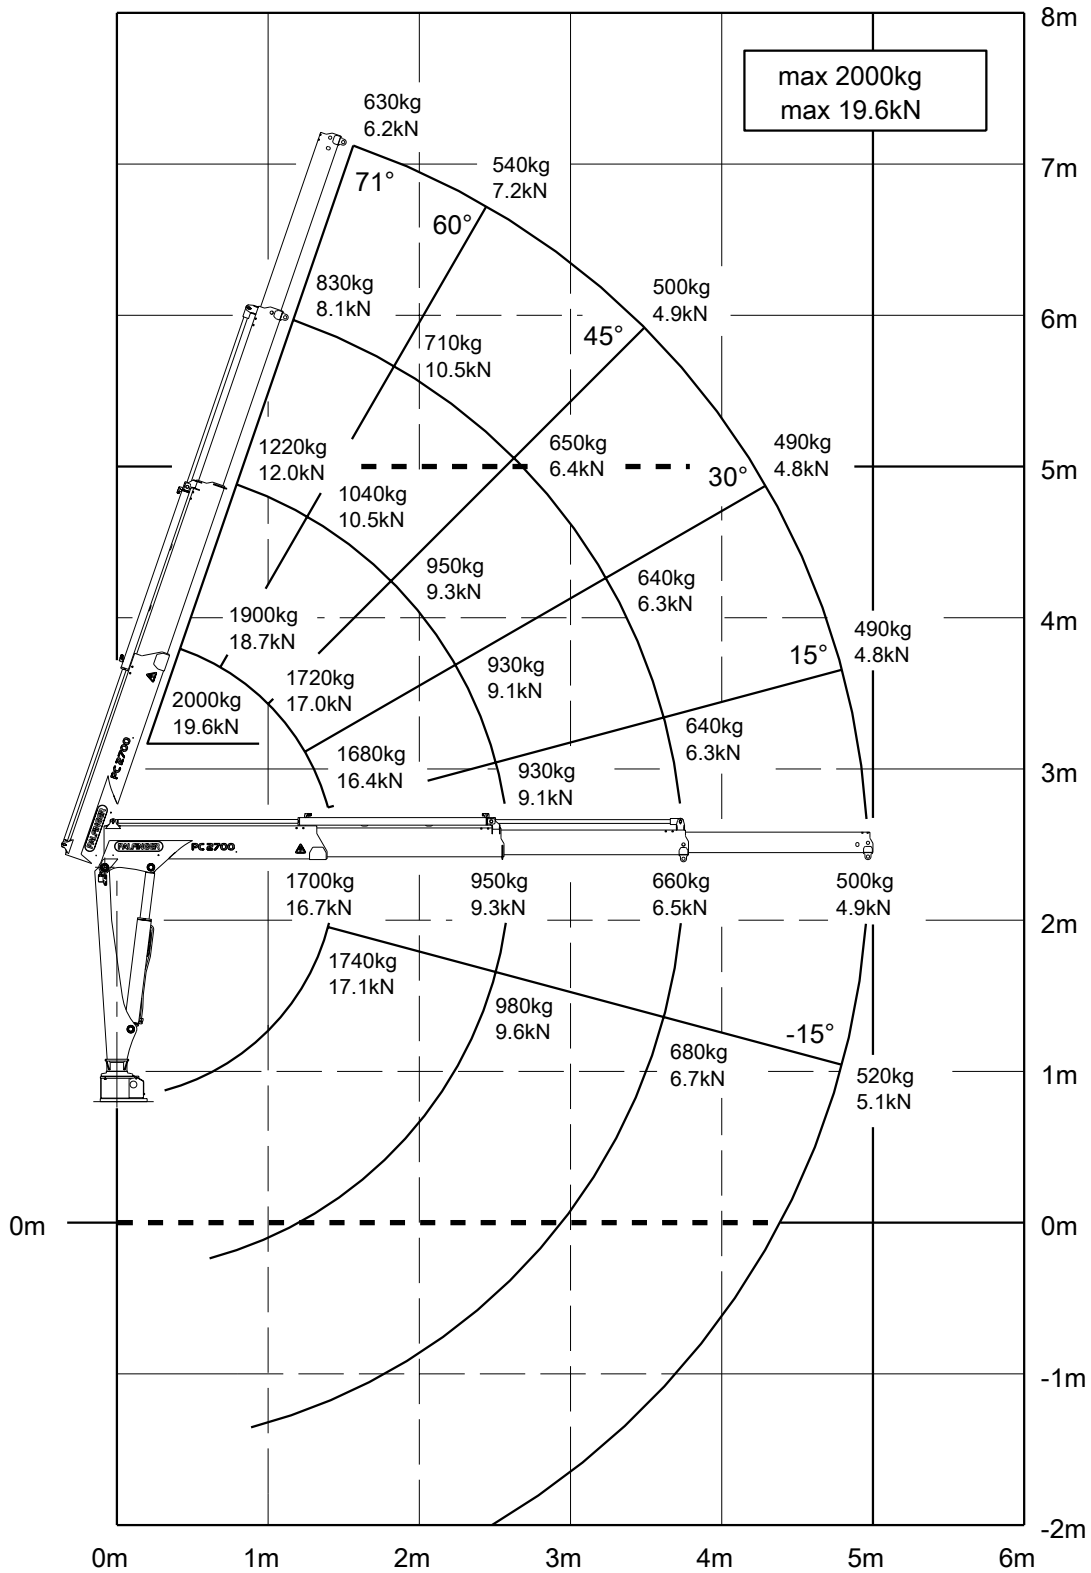 8m
max 2000kg
max 19.6kN
630kg
6.2kN
540kg
7.2kN
7m
71°
60°
830kg
8.1kN
500kg
4.9kN
6m
45°
710kg
10.5kN
1220kg
12.0kN
650kg
6.4kN
490kg
4.8kN
5m
30°
1040kg
10.5kN
950kg
9.3kN
640kg
6.3kN
1900kg
18.7kN
4m
490kg
4.8kN
15°
930kg
9.1kN
1720kg
17.0kN
2000kg
19.6kN
640kg
6.3kN
1680kg
16.4kN
930kg
9.1kN
3m
PC 2700
PALFINGER
PALFINGER
PC 2700
1700kg
16.7kN
950kg
9.3kN
660kg
6.5kN
500kg
4.9kN
2m
1740kg
17.1kN
980kg
9.6kN
-15°
680kg
6.7kN
1m
520kg
5.1kN
0m
0m
-1m
-2m
0m
1m
2m
3m
4m
5m
6m